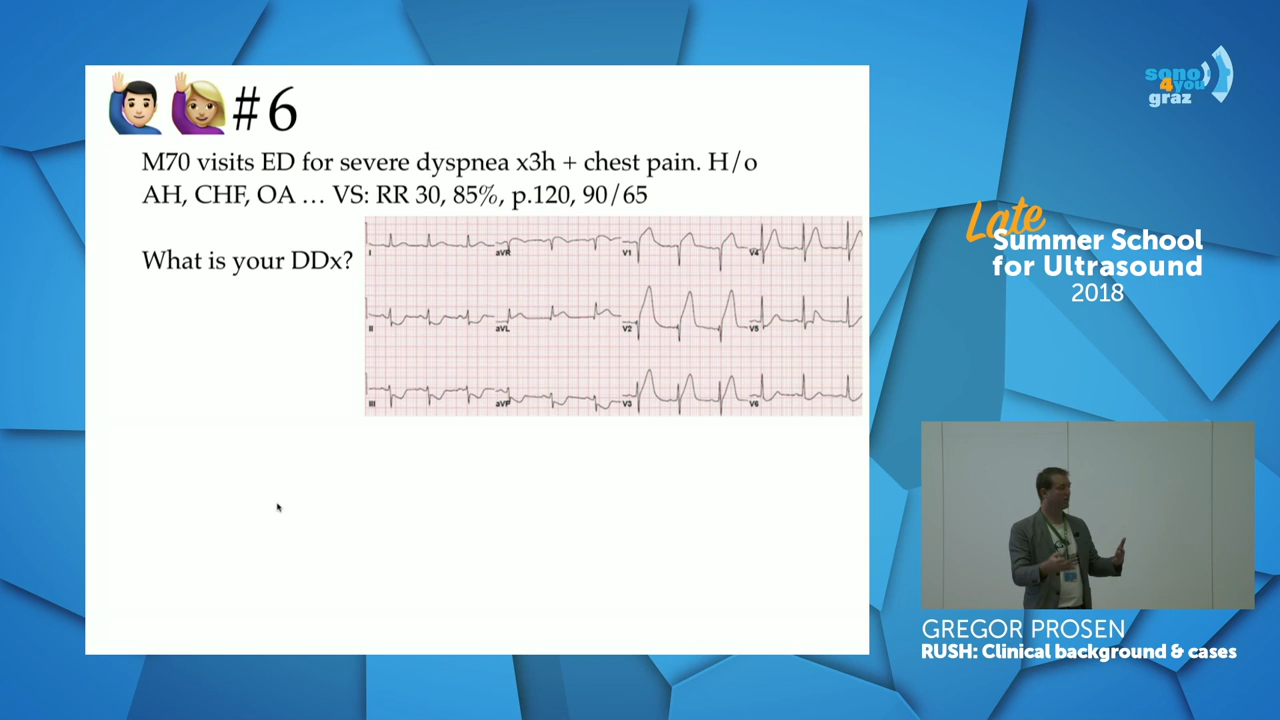 #6
M70 visits ED for severe dyspnea x3h + chest pain. H/o
AH, CHF, OA ... VS: RR 30, 85%, p.120, 90/65
What is your DDx?
I
aVR
V1
V4
II
aVL
V2
V5
III
aVF
V3
V6
sono
4you
graz
Late
Summer School
for Ultrasound
2018
GREGOR PROSEN
RUSH: Clinical background & cases